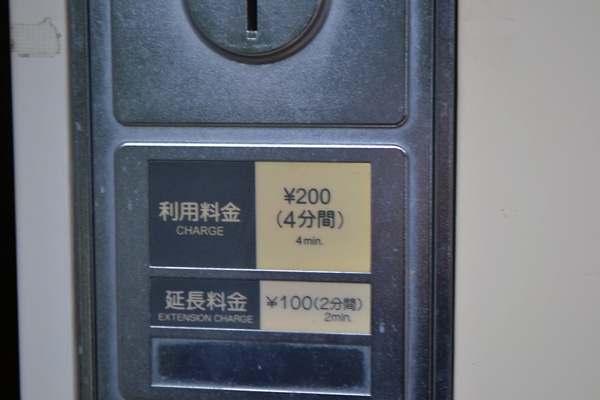 利用料金
CHARGE
¥200
(4分間)
4min.
延長料金
EXTENSION CHARGE
¥100(2分間)
2min.